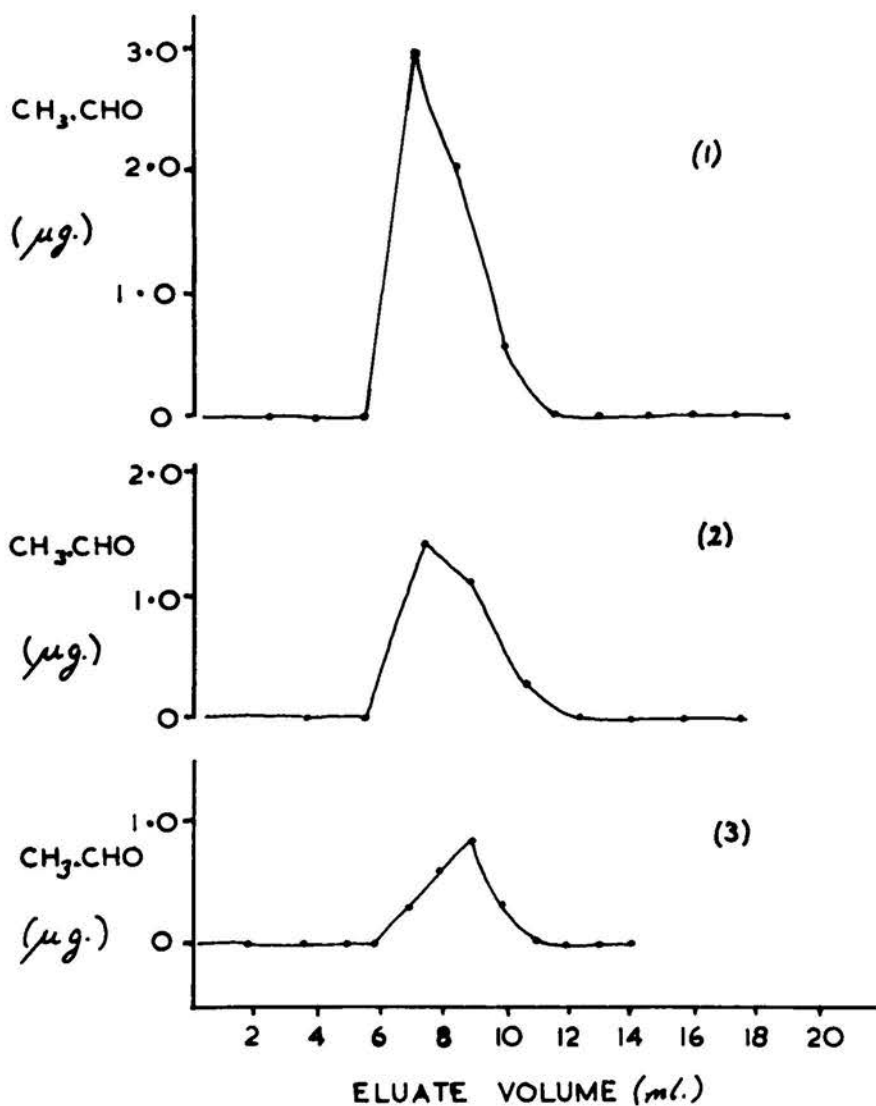 3·0
CH3.CHO
(1)
2·0
(μg.)
1·0
0
2·0
CH3.CHO
(2)
1·0
(μg.)
0
1·0
(3)
CH3.CHO
(μg.)
0
2 4 6 8 10 12 14 16 18 20
ELUATE VOLUME (ml.)